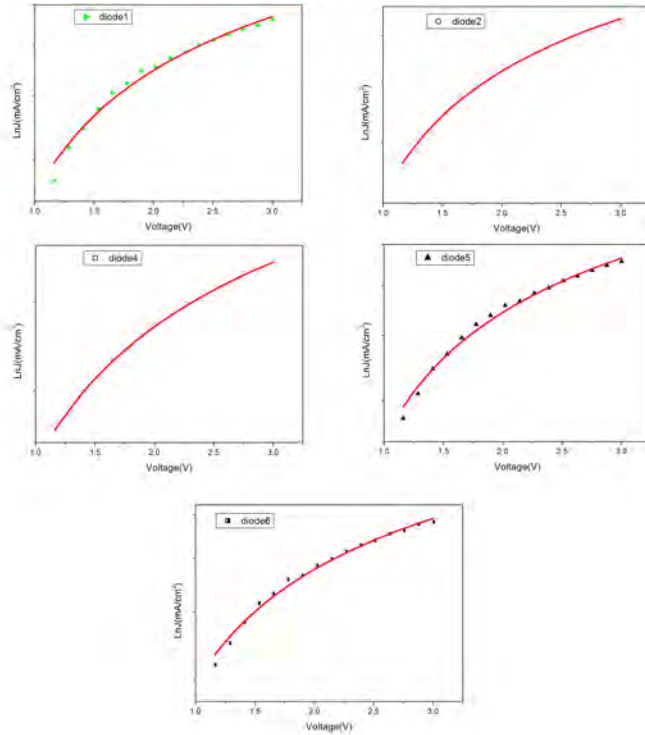 diode1
LnJ(mA/cm²)
1.0 1.5 2.0 2.5 3.0
Voltage(V)
diode2
LnJ(mA/cm²)
1.0 1.5 2.0 2.5 3.0
Voltage(V)
diode4
LnJ(mA/cm²)
1.0 1.5 2.0 2.5 3.0
Voltage(V)
diode5
LnJ(mA/cm²)
1.0 1.5 2.0 2.5 3.0
Voltage(V)
diode6
LnJ(mA/cm²)
1.0 1.5 2.0 2.5 3.0
Voltage(V)